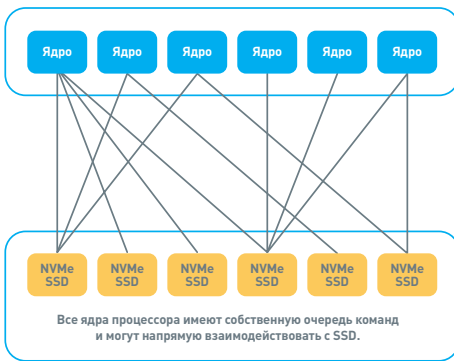 Ядро Ядро Ядро Ядро Ядро Ядро
NVMe NVMe NVMe NVMe NVMe NVMe
SSD SSD SSD SSD SSD SSD
Все ядра процессора имеют собственную очередь команд
и могут напрямую взаимодействовать с SSD.